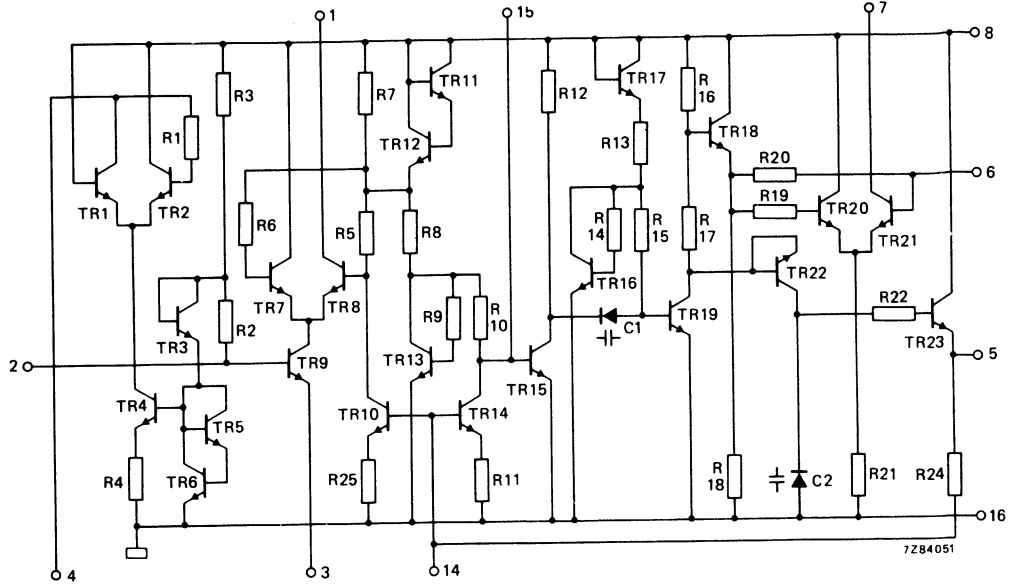 1
15
7
8
R3
R7
TR11
R12
TR17
R
16
R1
TR12
R13
TR18
R20
6
R19
TR1
TR2
R6
R5
R8
R
14
R
15
R
17
TR20
TR21
TR7
TR8
TR16
TR22
R2
R9
R
10
C1
TR19
R22
TR3
TR9
TR13
TR15
TR23
2
5
TR4
TR5
TR10
TR14
R4
TR6
R25
R11
R
18
C2
R21
R24
16
7Z84051
4
3
14